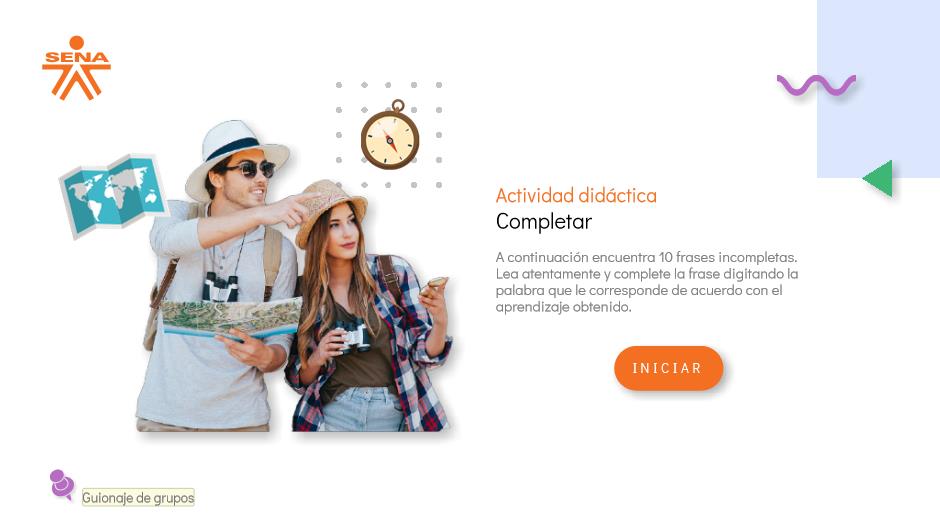 SENA
Actividad didáctica
Completar
A continuación encuentra 10 frases incompletas.
Lea atentamente y complete la frase digitando la
palabra que le corresponde de acuerdo con el
aprendizaje obtenido.
INICIAR
Guionaje de grupos